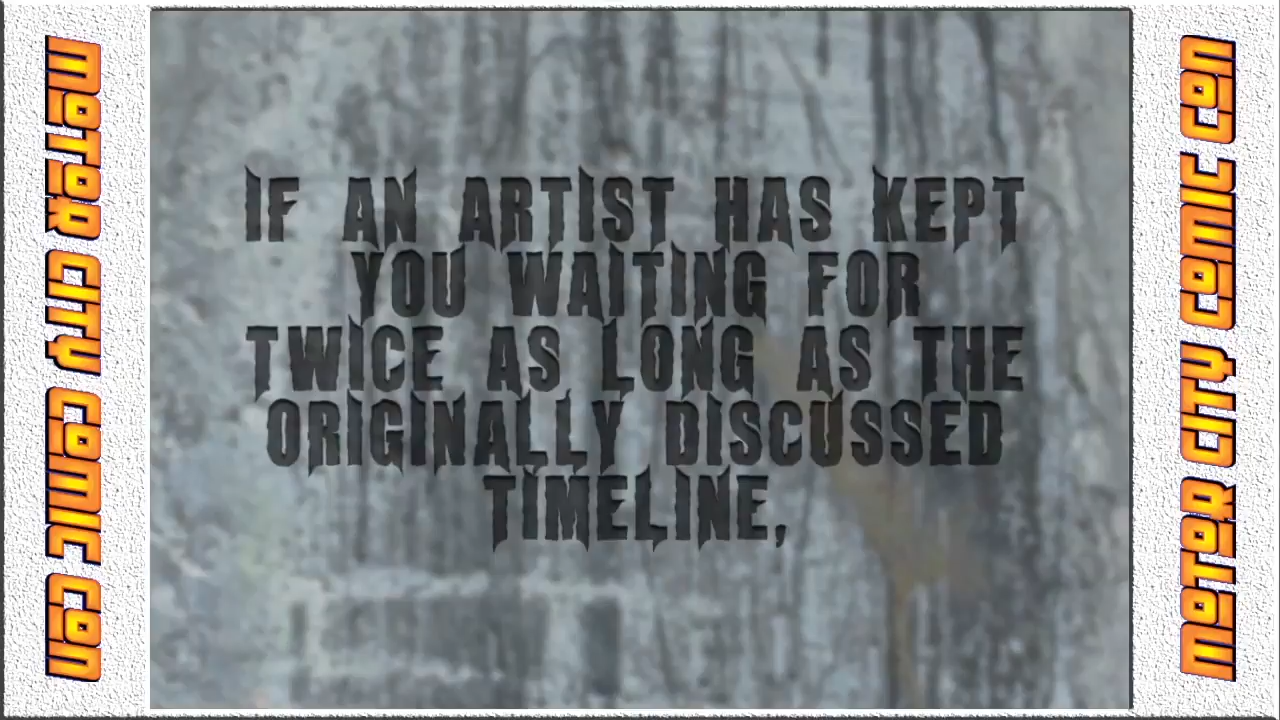 MOTOR CITY COMIC CON
IF AN ARTIST HAS KEPT
YOU WAITING FOR
TWICE AS LONG AS THE
ORIGINALLY DISCUSSED
TIMELINE,
MOTOR CITY COMIC CON